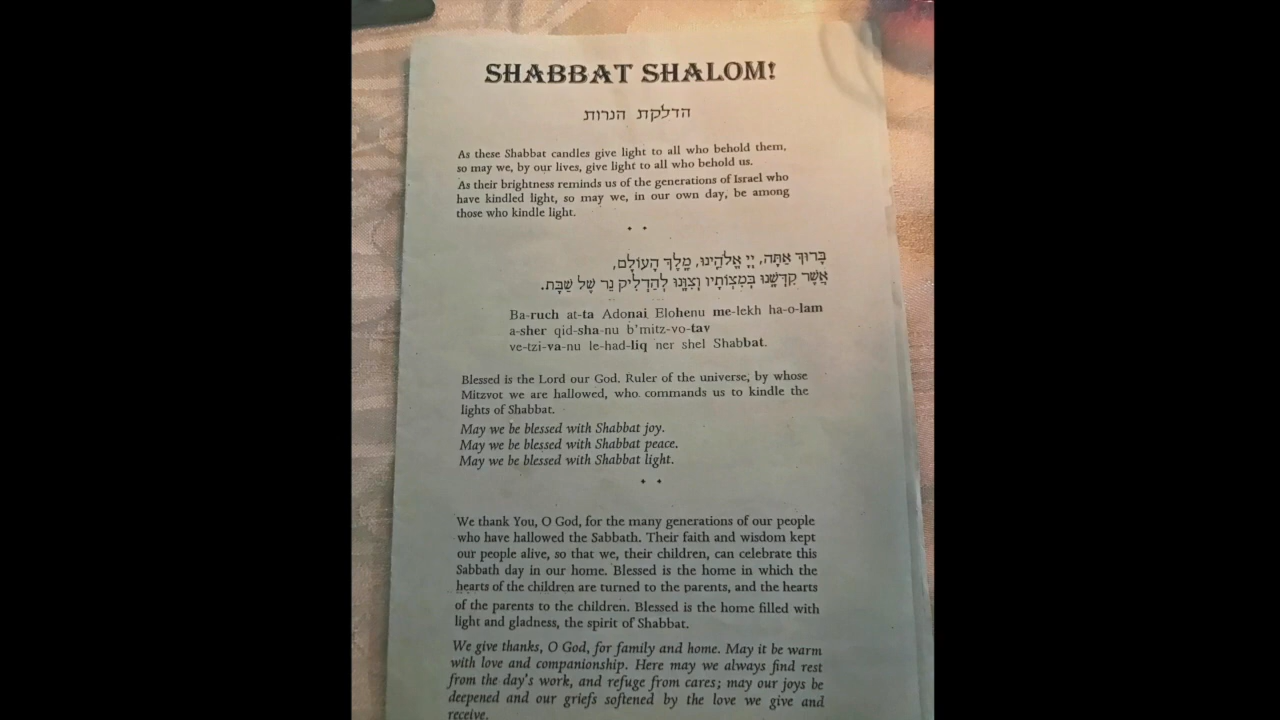 SHABBAT SHALOM!
הדלקת הנרות
As these Shabbat candles give light to all who behold them,
so may we, by our lives, give light to all who behold us.
As their brightness reminds us of the generations of Israel who
have kindled light, so may we, in our own day, be among
those who kindle light.
בָּרוּךְ אַתָּה, יְיָ אֱלֹהֵינוּ, מֶלֶךְ הָעוֹלָם,
אֲשֶׁר קִדְּשָׁנוּ בְּמִצְוֹתָיו וְצִוָּנוּ לְהַדְלִיק נֵר שֶׁל שַׁבָּת.
Ba-ruch at-ta Adonai Elohenu me-lekh ha-o-lam
a-sher qid-sha-nu b'mitz-vo-tav
ve-tzi-va-nu le-had-liq ner shel Shabbat.
Blessed is the Lord our God, Ruler of the universe, by whose
Mitzvot we are hallowed, who commands us to kindle the
lights of Shabbat.
May we be blessed with Shabbat joy.
May we be blessed with Shabbat peace.
May we be blessed with Shabbat light.
We thank You, O God, for the many generations of our people
who have hallowed the Sabbath. Their faith and wisdom kept
our people alive, so that we, their children, can celebrate this
Sabbath day in our home. Blessed is the home in which the
hearts of the children are turned to the parents, and the hearts
of the parents to the children. Blessed is the home filled with
light and gladness, the spirit of Shabbat.
We give thanks, O God, for family and home. May it be warm
with love and companionship. Here may we always find rest
from the day's work, and refuge from cares; may our joys be
deepened and our griefs softened by the love we give and
receive.